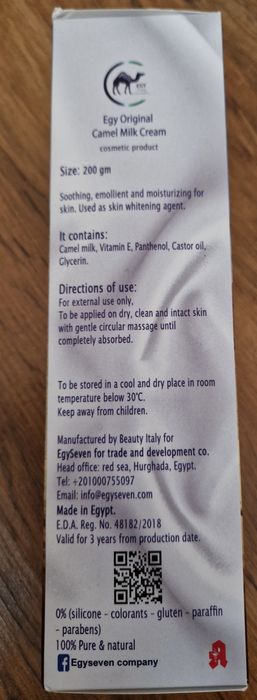 EGY
Egy Original
Camel Milk Cream
cosmetic product
Size: 200 gm
Soothing, emollient and moisturizing for
skin. Used as skin whitening agent.
It contains:
Camel milk, Vitamin E, Panthenol, Castor oil,
Glycerin.
Directions of use:
For external use only.
To be applied on dry, clean and intact skin
with gentle circular massage until
completely absorbed.
To be stored in a cool and dry place in room
temperature below 30°C.
Keep away from children.
Manufactured by Beauty Italy for
EgySeven for trade and development co.
Head office: red sea, Hurghada, Egypt.
Tel: +201000755097
Email: info@egyseven.com
Made in Egypt.
E.D.A. Reg. No. 48182/2018
Valid for 3 years from production date.
0% (silicone - colorants - gluten - paraffin
- parabens)
100% Pure & natural
f Egyseven company